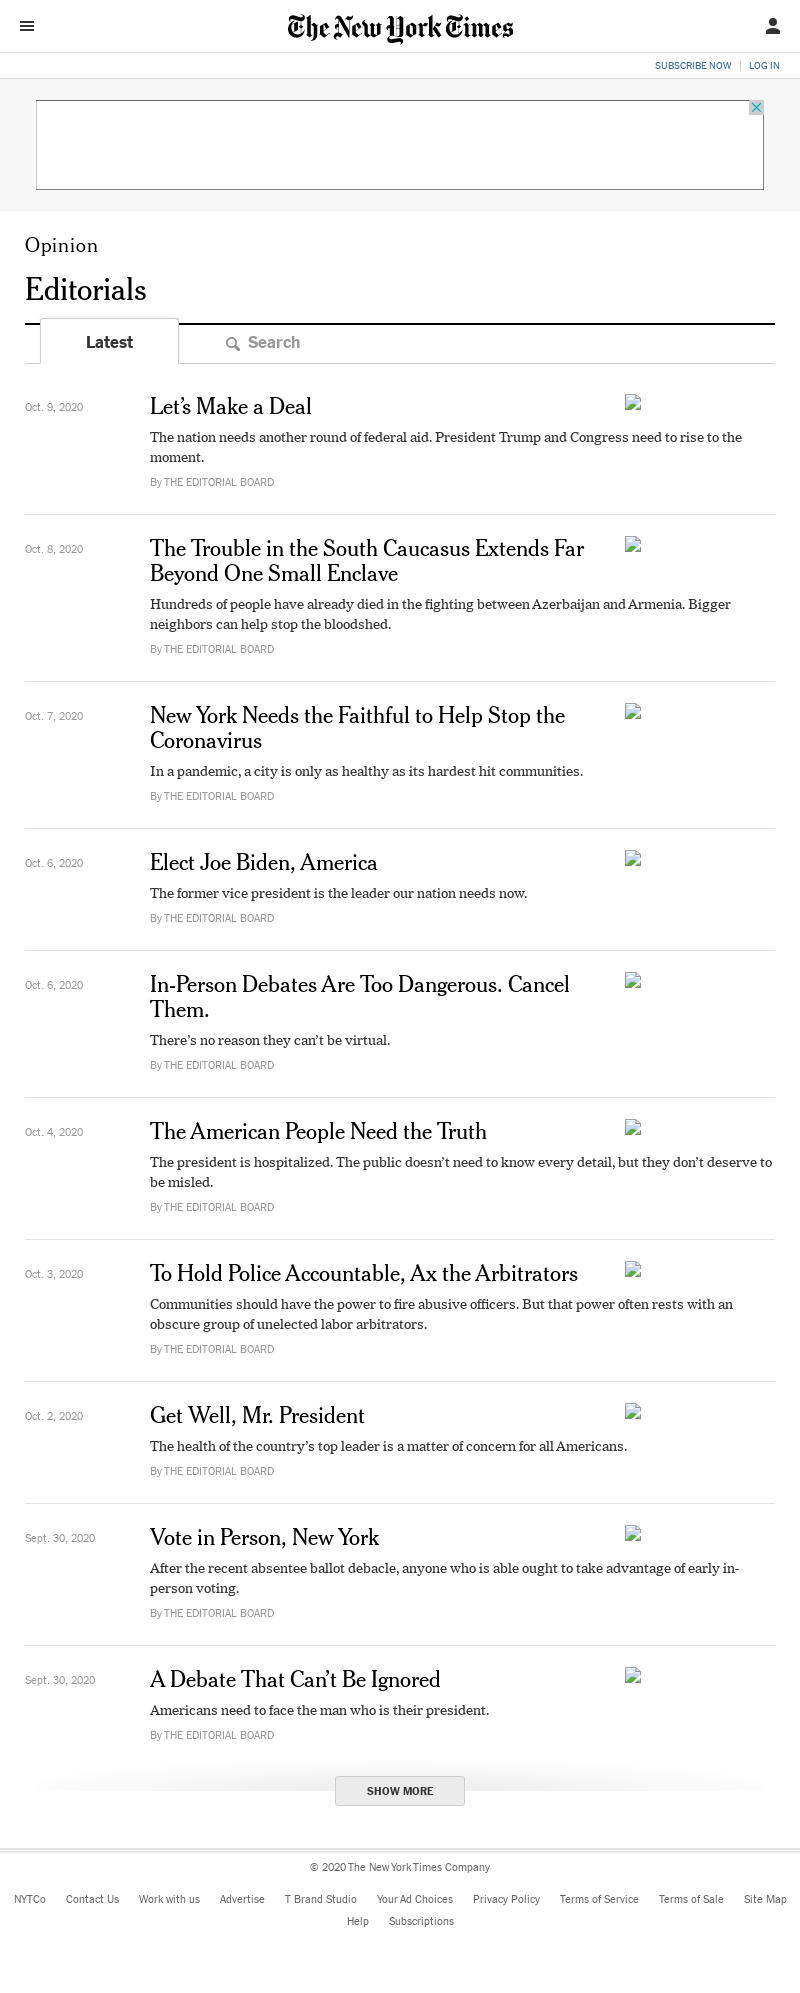 The New York Times
SUBSCRIBE NOW | LOG IN
Opinion
Editorials
Latest
Search
Oct. 9, 2020
Let’s Make a Deal
The nation needs another round of federal aid. President Trump and Congress need to rise to the
moment.
By THE EDITORIAL BOARD
Oct. 8, 2020
The Trouble in the South Caucasus Extends Far
Beyond One Small Enclave
Hundreds of people have already died in the fighting between Azerbaijan and Armenia. Bigger
neighbors can help stop the bloodshed.
By THE EDITORIAL BOARD
Oct. 7, 2020
New York Needs the Faithful to Help Stop the
Coronavirus
In a pandemic, a city is only as healthy as its hardest hit communities.
By THE EDITORIAL BOARD
Oct. 6, 2020
Elect Joe Biden, America
The former vice president is the leader our nation needs now.
By THE EDITORIAL BOARD
Oct. 6, 2020
In-Person Debates Are Too Dangerous. Cancel
Them.
There’s no reason they can’t be virtual.
By THE EDITORIAL BOARD
Oct. 4, 2020
The American People Need the Truth
The president is hospitalized. The public doesn’t need to know every detail, but they don’t deserve to
be misled.
By THE EDITORIAL BOARD
Oct. 3, 2020
To Hold Police Accountable, Ax the Arbitrators
Communities should have the power to fire abusive officers. But that power often rests with an
obscure group of unelected labor arbitrators.
By THE EDITORIAL BOARD
Oct. 2, 2020
Get Well, Mr. President
The health of the country’s top leader is a matter of concern for all Americans.
By THE EDITORIAL BOARD
Sept. 30, 2020
Vote in Person, New York
After the recent absentee ballot debacle, anyone who is able ought to take advantage of early in-
person voting.
By THE EDITORIAL BOARD
Sept. 30, 2020
A Debate That Can’t Be Ignored
Americans need to face the man who is their president.
By THE EDITORIAL BOARD
SHOW MORE
© 2020 The New York Times Company
NYTCo Contact Us Work with us Advertise T Brand Studio Your Ad Choices Privacy Policy Terms of Service Terms of Sale Site Map
Help Subscriptions